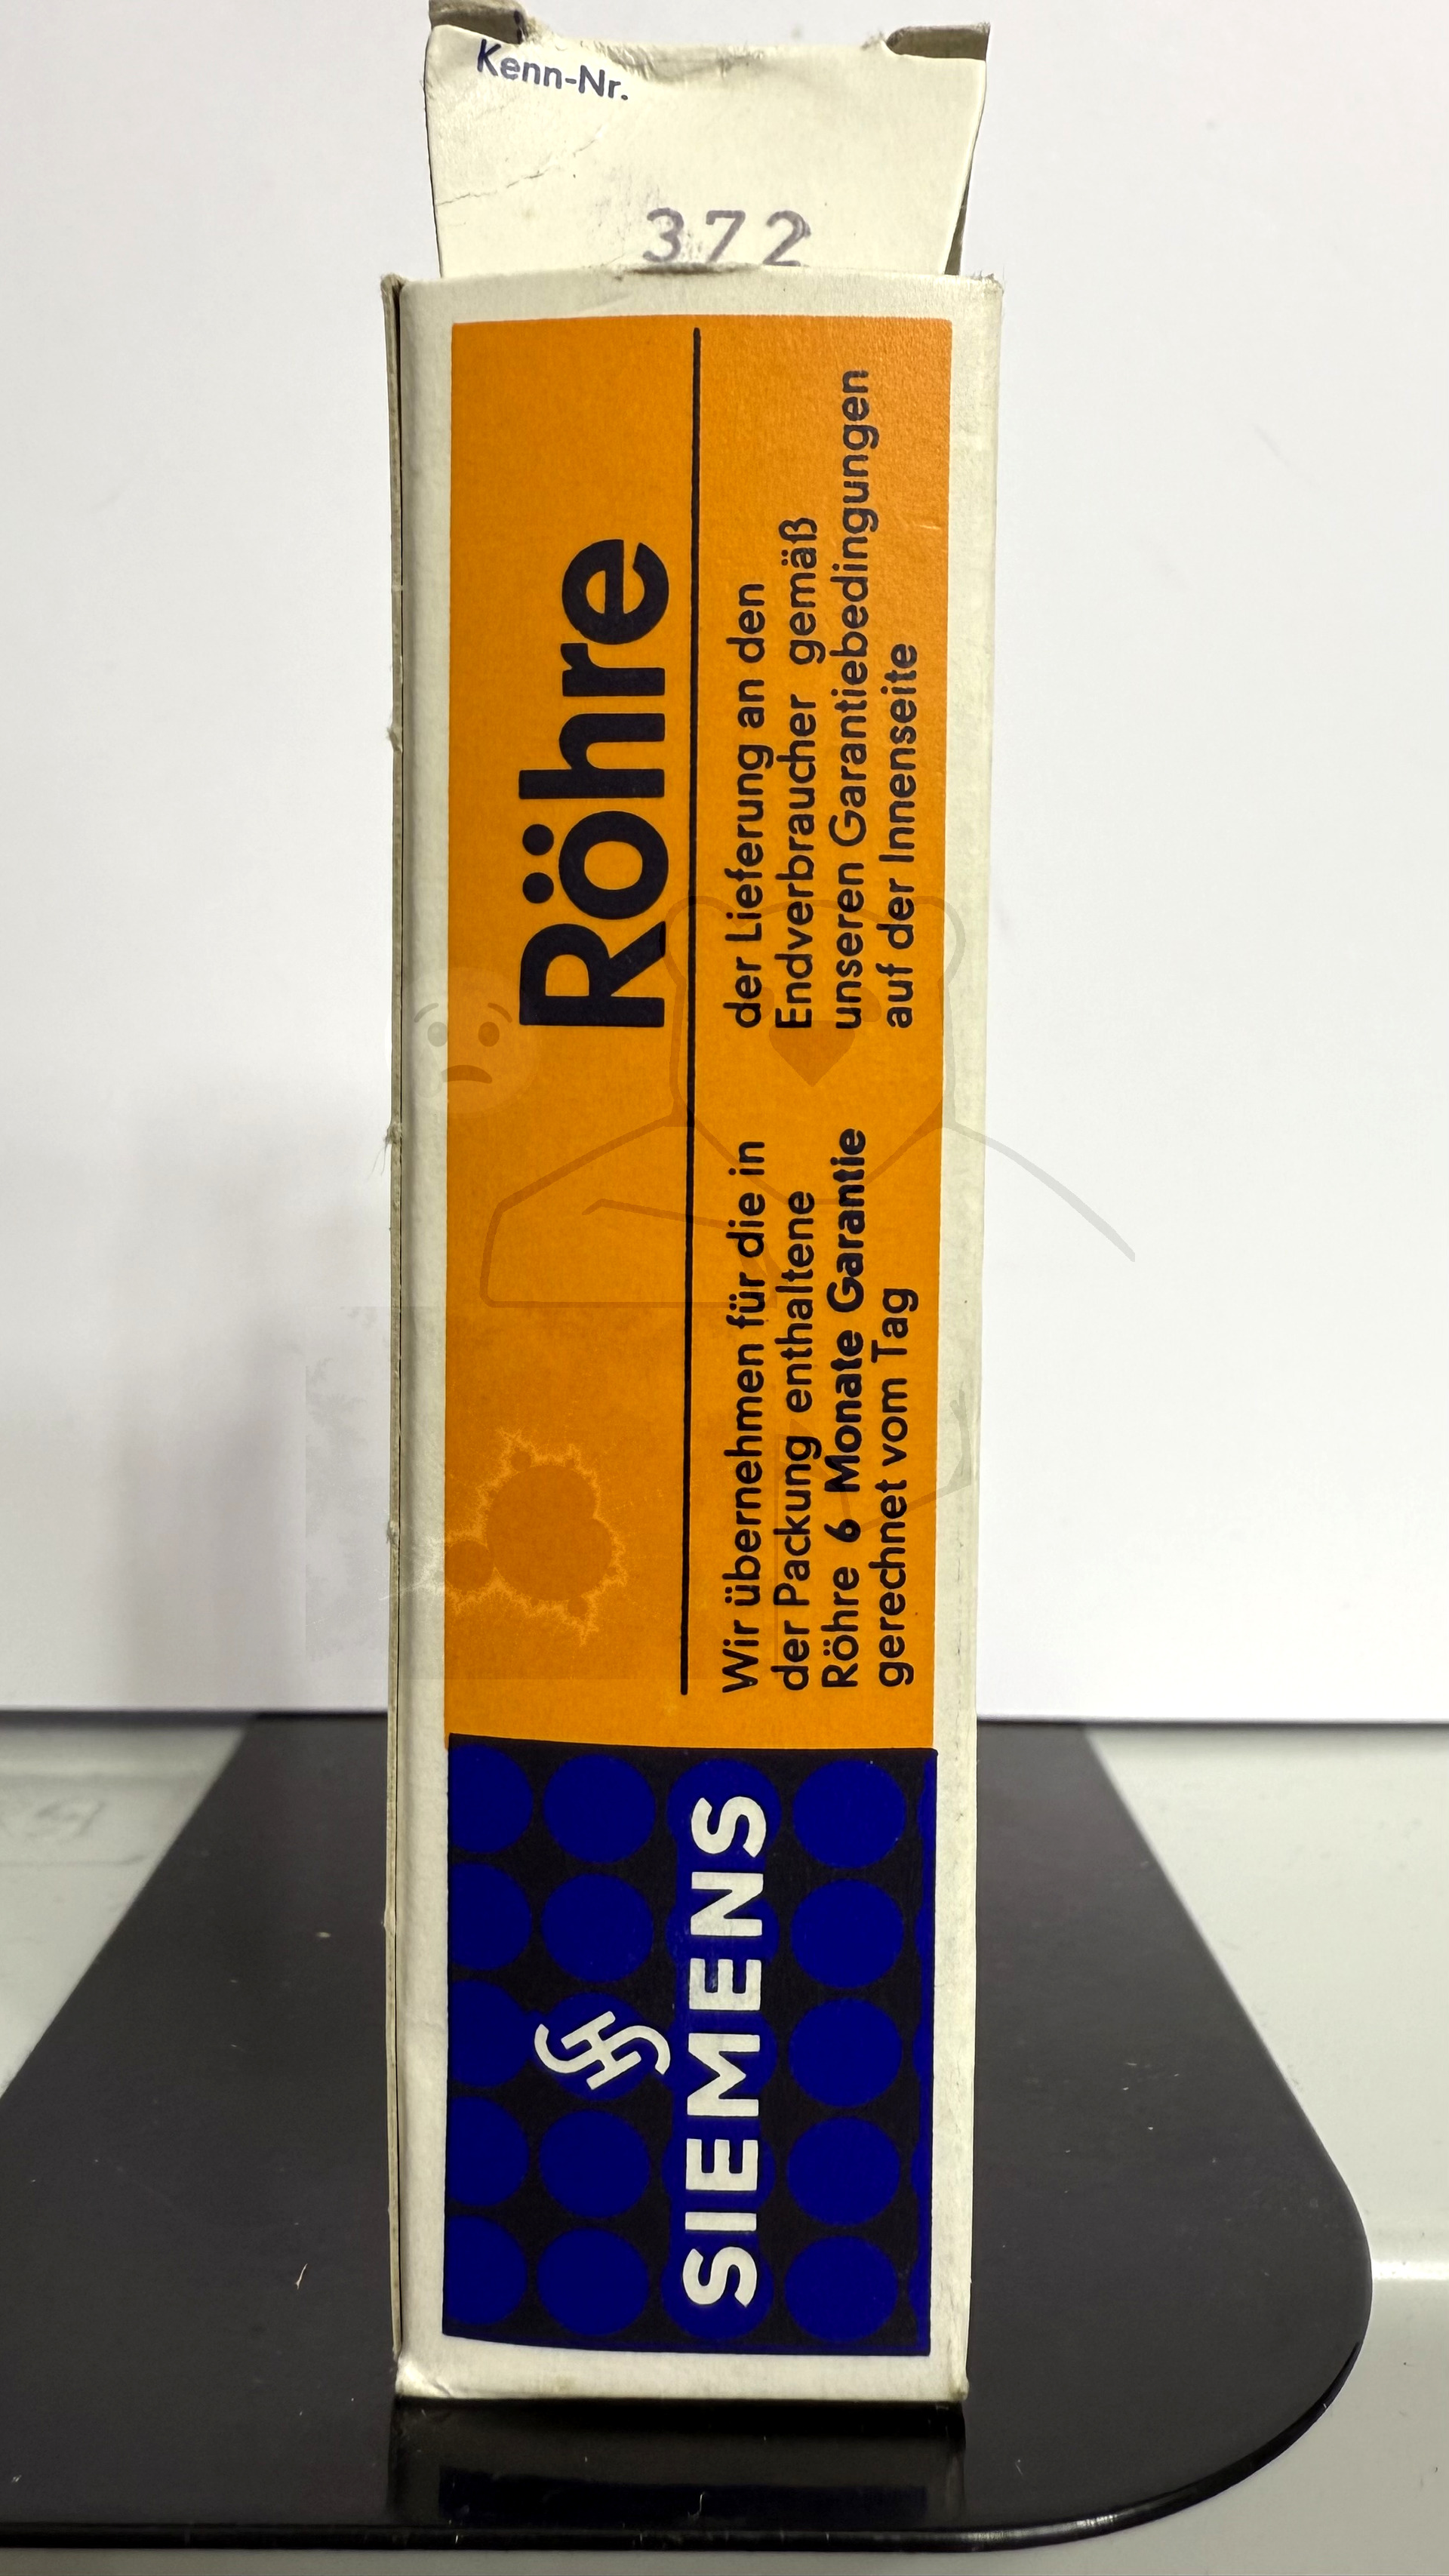 Kenn-Nr.
372
Röhre
Wir übernehmen für die in
der Packung enthaltene
Röhre 6 Monate Garantie
gerechnet vom Tag
der Lieferung an den
Endverbraucher gemäß
unseren Garantiebedingungen
auf der Innenseite
SIEMENS